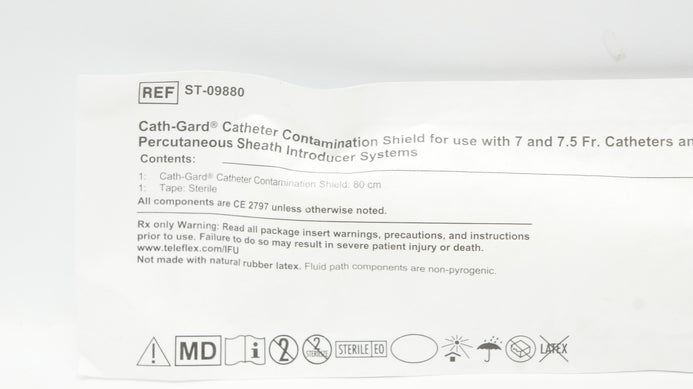 REF ST-09880
Cath-Gard® Catheter Contamination Shield for use with 7 and 7.5 Fr. Catheters
Percutaneous Sheath Introducer Systems
Contents:
1: Cath-Gard® Catheter Contamination Shield: 80 cm
1: Tape: Sterile
All components are CE 2797 unless otherwise noted.
Rx only Warning: Read all package insert warnings, precautions, and instructions
prior to use. Failure to do so may result in severe patient injury or death.
www.teleflex.com/IFU
Not made with natural rubber latex. Fluid path components are non-pyrogenic.
MD i 2 2 STERILIZE STERILE EO LATEX